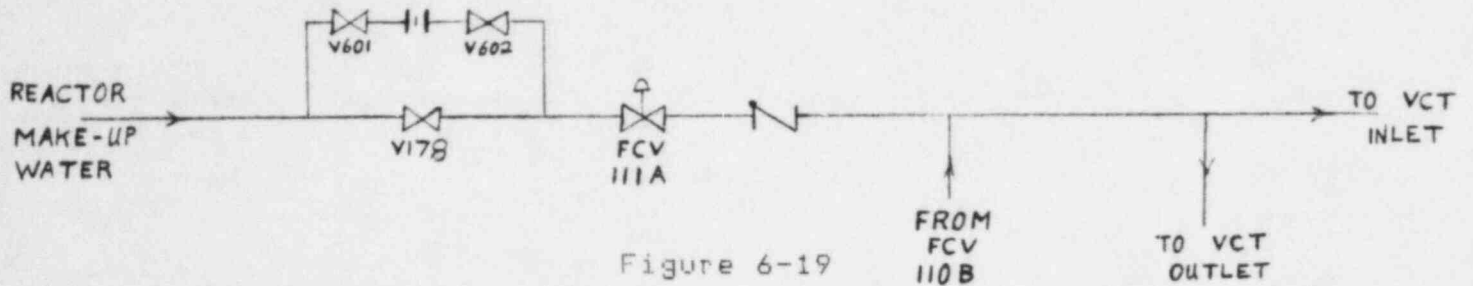 V601
V602
REACTOR
MAKE-UP
WATER
V178
FCV
111A
TO VCT
INLET
FROM
FCV
110B
TO VCT
OUTLET
Figure 6-19